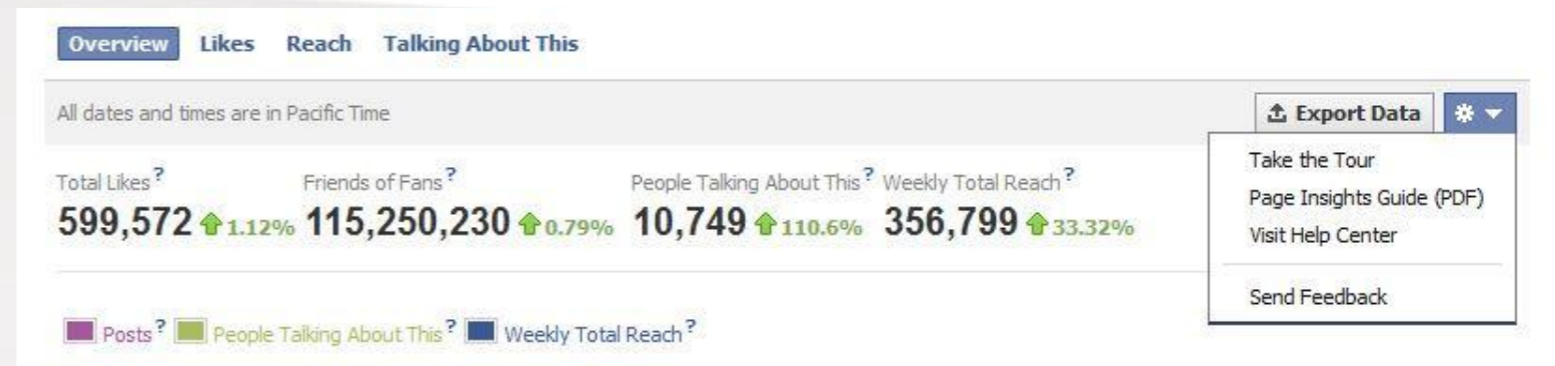 Overview Likes Reach Talking About This
All dates and times are in Pacific Time
Export Data
Take the Tour
Page Insights Guide (PDF)
Visit Help Center
Send Feedback
Total Likes? Friends of Fans? People Talking About This? Weekly Total Reach?
599,572 1.12% 115,250,230 0.79% 10,749 110.6% 356,799 33.32%
Posts? People Talking About This? Weekly Total Reach?